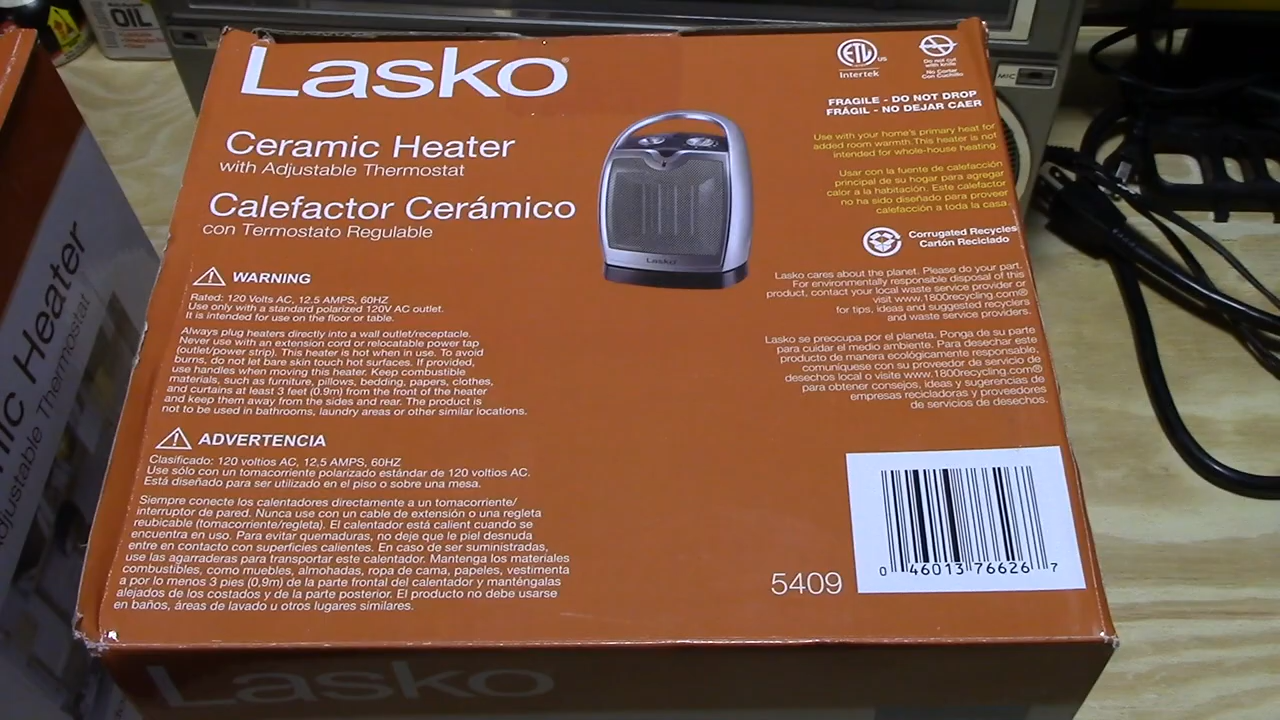 OIL
Lasko®
Ceramic Heater
with Adjustable Thermostat
Calefactor Cerámico
con Termostato Regulable
WARNING
Rated: 120 Volts AC, 12.5 AMPS, 60HZ
Use only with a standard polarized 120V AC outlet.
It is intended for use on the floor or table.
Always plug heaters directly into a wall outlet/receptacle.
Never use with an extension cord or relocatable power tap
(outlet/power strip). This heater is hot when in use. To avoid
burns, do not let bare skin touch hot surfaces. If provided,
use handles when moving this heater. Keep combustible
materials, such as furniture, pillows, bedding, papers, clothes,
and curtains at least 3 feet (0.9m) from the front of the heater
and keep them away from the sides and rear. The product is
not to be used in bathrooms, laundry areas or other similar locations.
ADVERTENCIA
Clasificado: 120 voltios AC, 12,5 AMPS, 60HZ
Use sólo con un tomacorriente polarizado estándar de 120 voltios AC.
Está diseñado para ser utilizado en el piso o sobre una mesa.
Siempre conecte los calentadores directamente a un tomacorriente/
interruptor de pared. Nunca use con un cable de extensión o una regleta
reubicable (tomacorriente/regleta). El calentador está calient cuando se
encuentra en uso. Para evitar quemaduras, no deje que le piel desnuda
entre en contacto con superficies calientes. En caso de ser suministradas,
use las agarraderas para transportar este calentador. Mantenga los materiales
combustibles, como muebles, almohadas, ropa de cama, papeles, vestimenta
a por lo menos 3 pies (0,9m) de la parte frontal del calentador y manténgalas
alejados de los costados y de la parte posterior. El producto no debe usarse
en baños, áreas de lavado u otros lugares similares.
Lasko
ETL US
Intertek
Do not cut
with knife
No Cortar
Con Cuchillo
MIC
FRAGILE - DO NOT DROP
FRÁGIL - NO DEJAR CAER
Use with your home's primary heat for
added room warmth. This heater is not
intended for whole-house heating.
Usar con la fuente de calefacción
principal de su hogar para agregar
calor a la habitación. Este calefactor
no ha sido diseñado para proveer
calefacción a toda la casa.
Corrugated Recycles
Cartón Reciclado
Lasko cares about the planet. Please do your part.
For environmentally responsible disposal of this
product, contact your local waste service provider or
visit www.1800recycling.com®
for tips, ideas and suggested recyclers
and waste service providers.
Lasko se preocupa por el planeta. Ponga de su parte
para cuidar el medio ambiente. Para desechar este
producto de manera ecológicamente responsable,
comuníquese con su proveedor de servicio de
desechos local o visite www.1800recycling.com®
para obtener consejos, ideas y sugerencias de
empresas recicladoras y proveedores
de servicios de desechos.
5409
0 46013 76626 7
Lasko
Heater
Thermostat